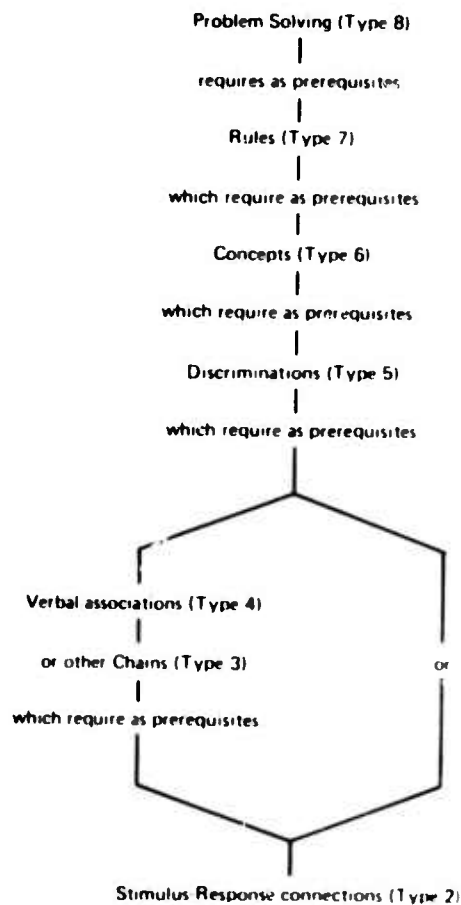 Problem Solving (Type 8)
requires as prerequisites
Rules (Type 7)
which require as prerequisites
Concepts (Type 6)
which require as prerequisites
Discriminations (Type 5)
which require as prerequisites
Verbal associations (Type 4)
or other Chains (Type 3)
or
which require as prerequisites
Stimulus Response connections (Type 2)